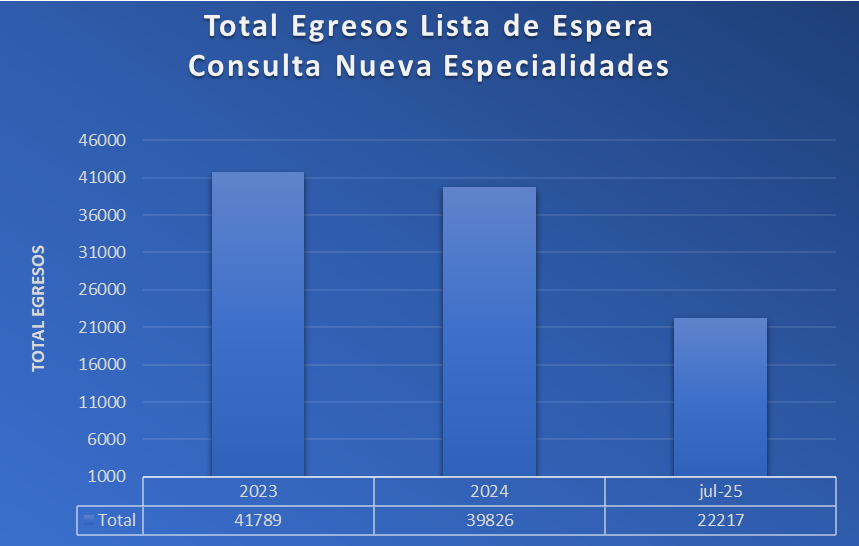 Total Egresos Lista de Espera
Consulta Nueva Especialidades
46000
41000
36000
31000
26000
21000
16000
11000
6000
1000
TOTAL EGRESOS
2023 2024 jul-25
Total 41789 39826 22217